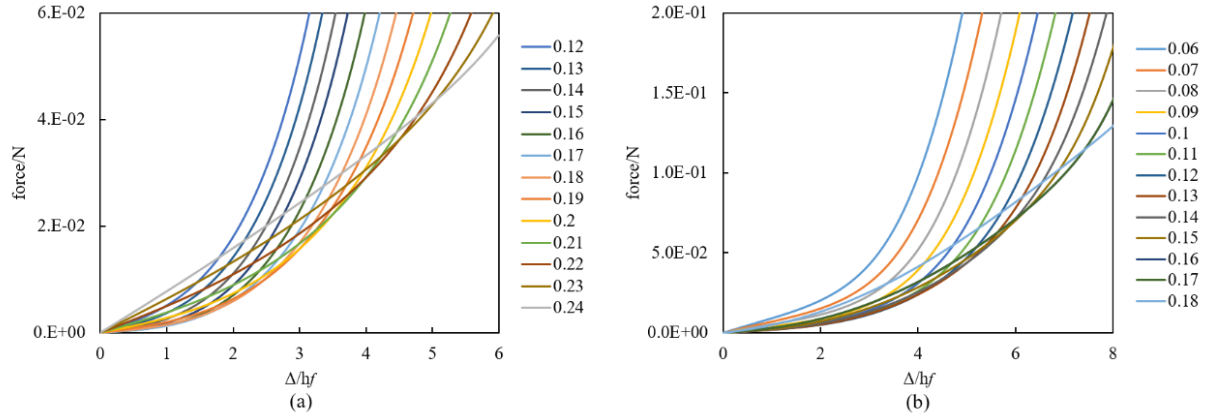 6.E-02
4.E-02
2.E-02
0.E+00
force/N
0 1 2 3 4 5 6
Δ/hf
(a)
0.12
0.13
0.14
0.15
0.16
0.17
0.18
0.19
0.2
0.21
0.22
0.23
0.24
2.0E-01
1.5E-01
1.0E-01
5.0E-02
0.0E+00
force/N
0 2 4 6 8
Δ/hf
(b)
0.06
0.07
0.08
0.09
0.1
0.11
0.12
0.13
0.14
0.15
0.16
0.17
0.18